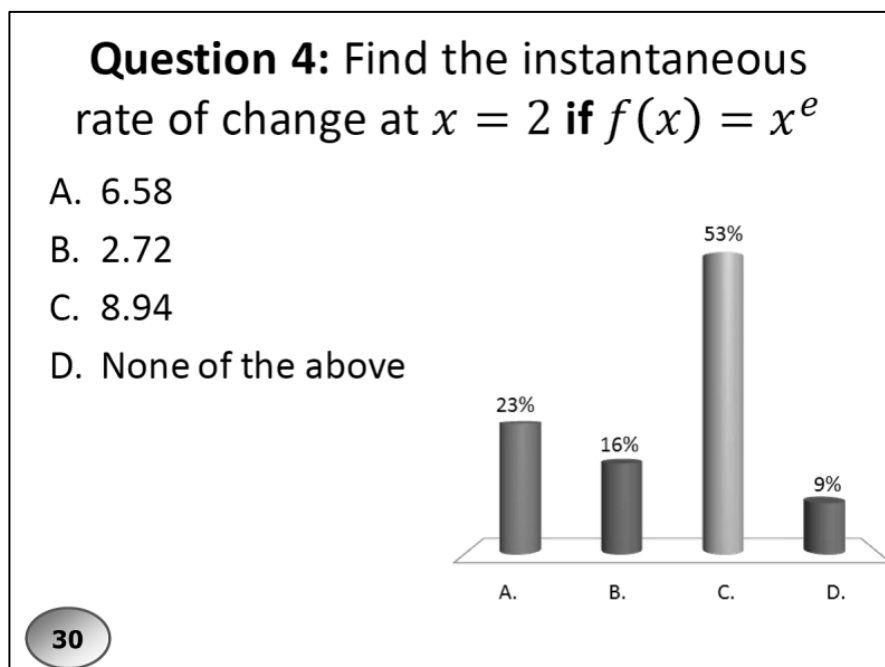 Question 4: Find the instantaneous
rate of change at x = 2 if f(x) = x^e
A. 6.58
B. 2.72
C. 8.94
D. None of the above
23%
16%
53%
9%
A.
B.
C.
D.
30